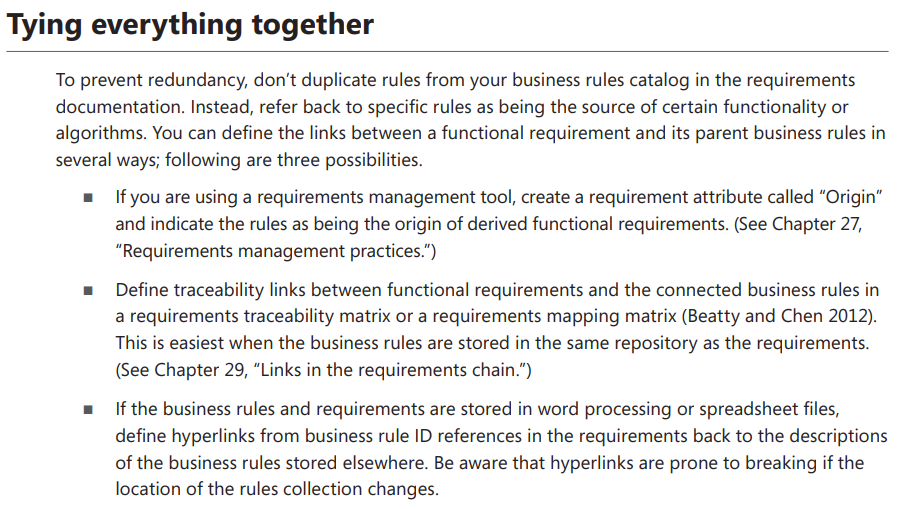 Tying everything together
To prevent redundancy, don’t duplicate rules from your business rules catalog in the requirements
documentation. Instead, refer back to specific rules as being the source of certain functionality or
algorithms. You can define the links between a functional requirement and its parent business rules in
several ways; following are three possibilities.
■ If you are using a requirements management tool, create a requirement attribute called “Origin”
and indicate the rules as being the origin of derived functional requirements. (See Chapter 27,
“Requirements management practices.”)
■ Define traceability links between functional requirements and the connected business rules in
a requirements traceability matrix or a requirements mapping matrix (Beatty and Chen 2012).
This is easiest when the business rules are stored in the same repository as the requirements.
(See Chapter 29, “Links in the requirements chain.”)
■ If the business rules and requirements are stored in word processing or spreadsheet files,
define hyperlinks from business rule ID references in the requirements back to the descriptions
of the business rules stored elsewhere. Be aware that hyperlinks are prone to breaking if the
location of the rules collection changes.